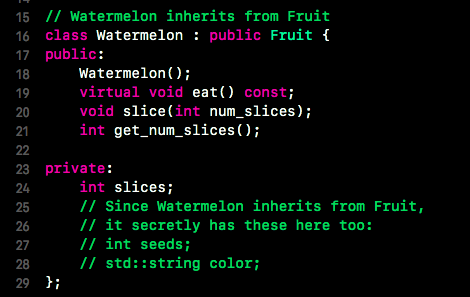 15 // Watermelon inherits from Fruit
16 class Watermelon : public Fruit {
17 public:
18     Watermelon();
19     virtual void eat() const;
20     void slice(int num_slices);
21     int get_num_slices();
22
23 private:
24     int slices;
25     // Since Watermelon inherits from Fruit,
26     // it secretly has these here too:
27     // int seeds;
28     // std::string color;
29 };